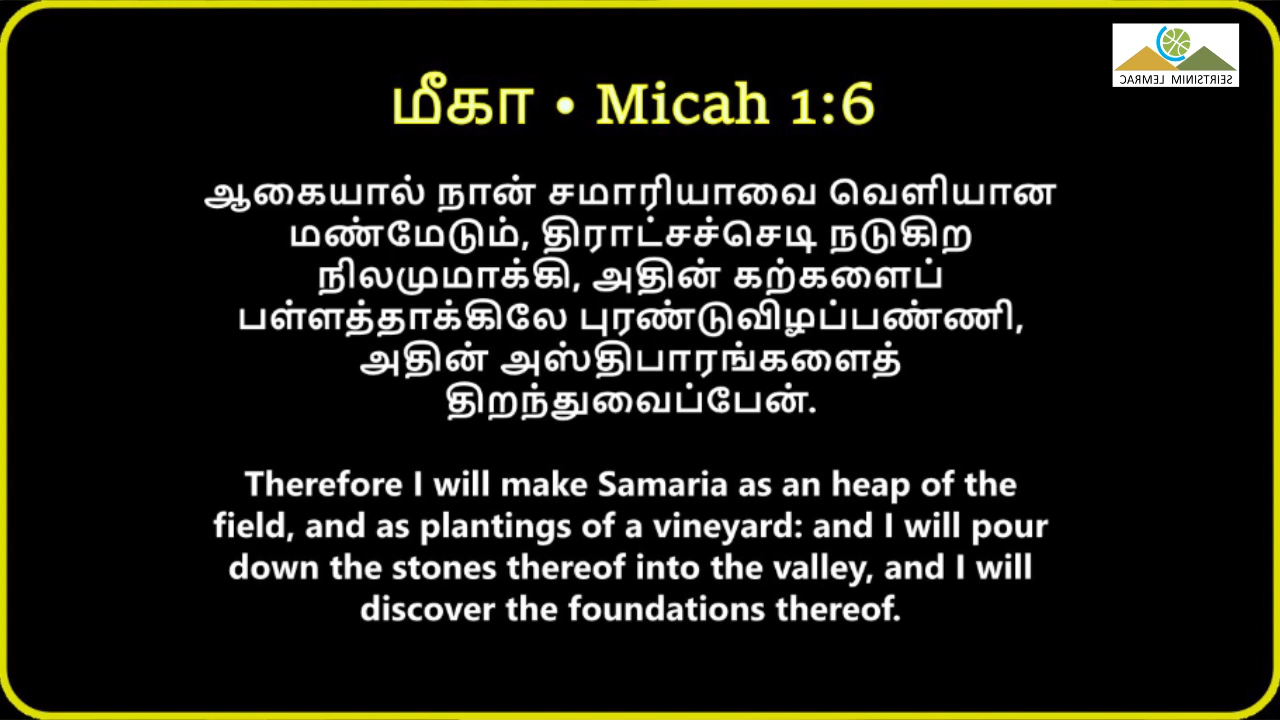 SEIRTSINIM LEMRAC
மீகா • Micah 1:6
ஆகையால் நான் சமாரியாவை வெளியான
மண்மேடும், திராட்சச்செடி நடுகிற
நிலமுமாக்கி, அதின் கற்களைப்
பள்ளத்தாக்கிலே புரண்டுவிழப்பண்ணி,
அதின் அஸ்திபாரங்களைத்
திறந்துவைப்பேன்.
Therefore I will make Samaria as an heap of the
field, and as plantings of a vineyard: and I will pour
down the stones thereof into the valley, and I will
discover the foundations thereof.